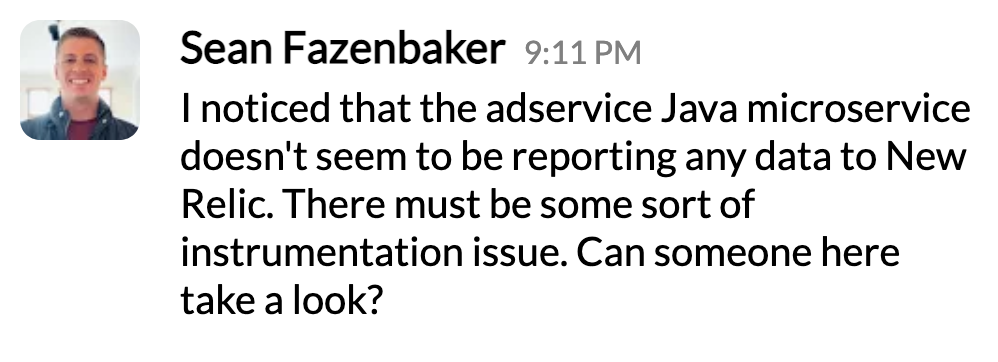 Sean Fazenbaker 9:11 PM
I noticed that the adservice Java microservice
doesn't seem to be reporting any data to New
Relic. There must be some sort of
instrumentation issue. Can someone here
take a look?